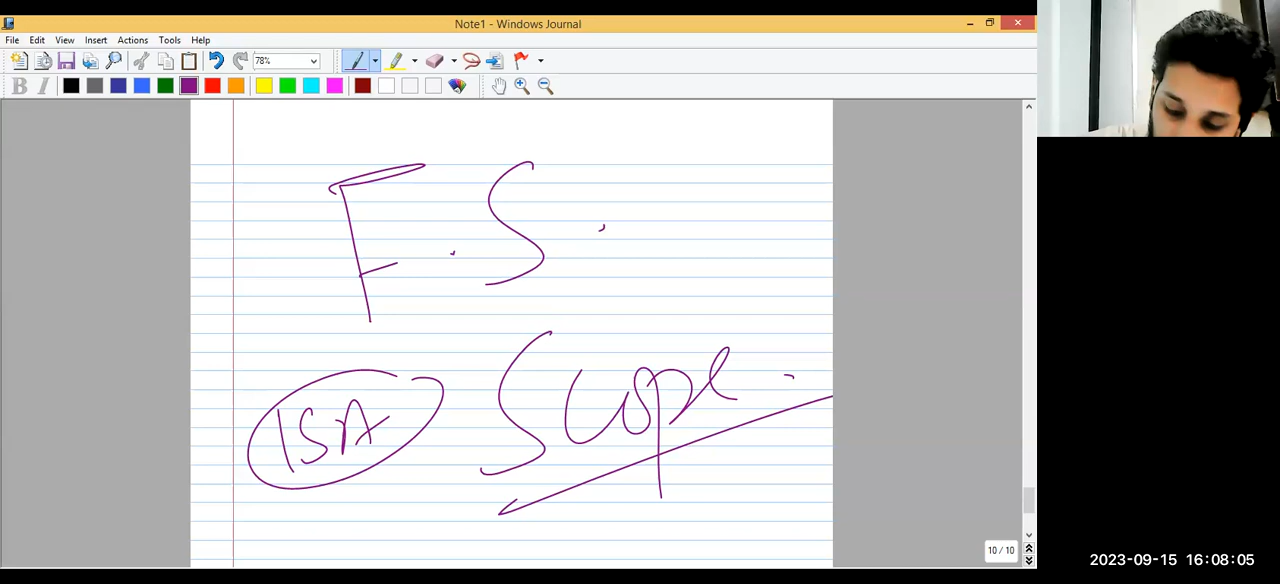 Note1 - Windows Journal
File Edit View Insert Actions Tools Help
78%
B I
F.S.
ISA
10 / 10
2023-09-15 16:08:05